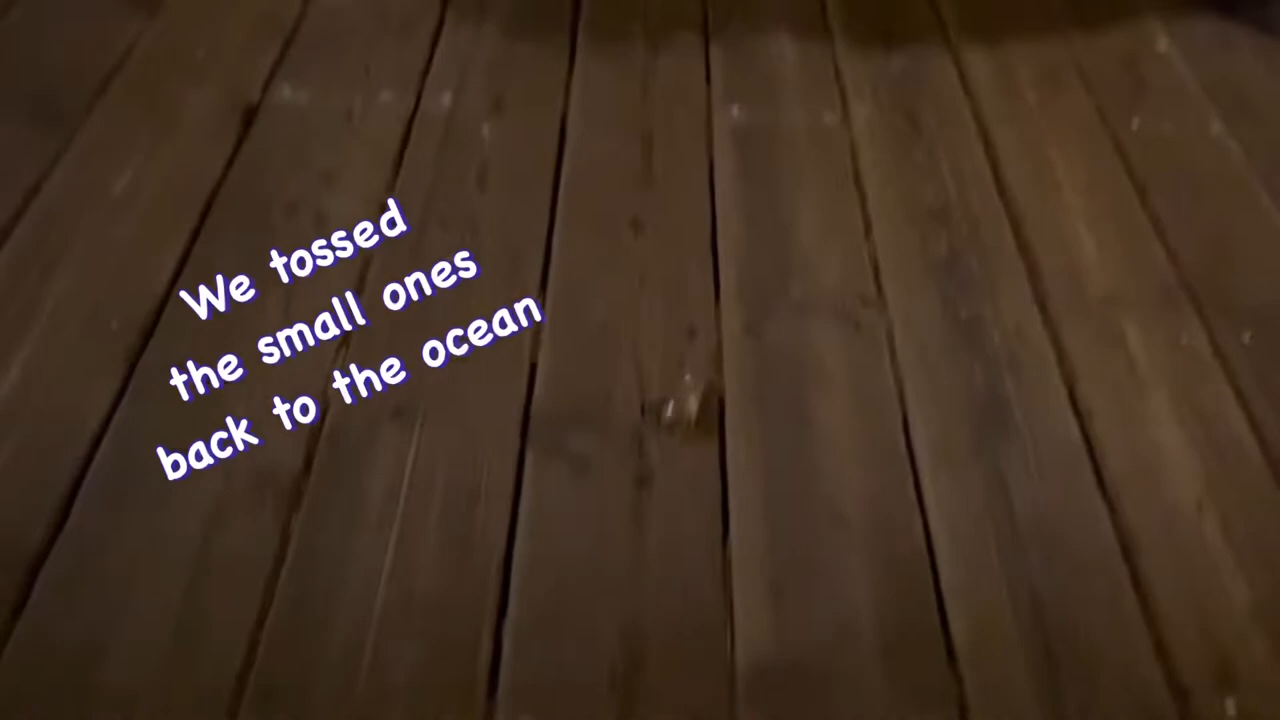 We tossed
the small ones
back to the ocean